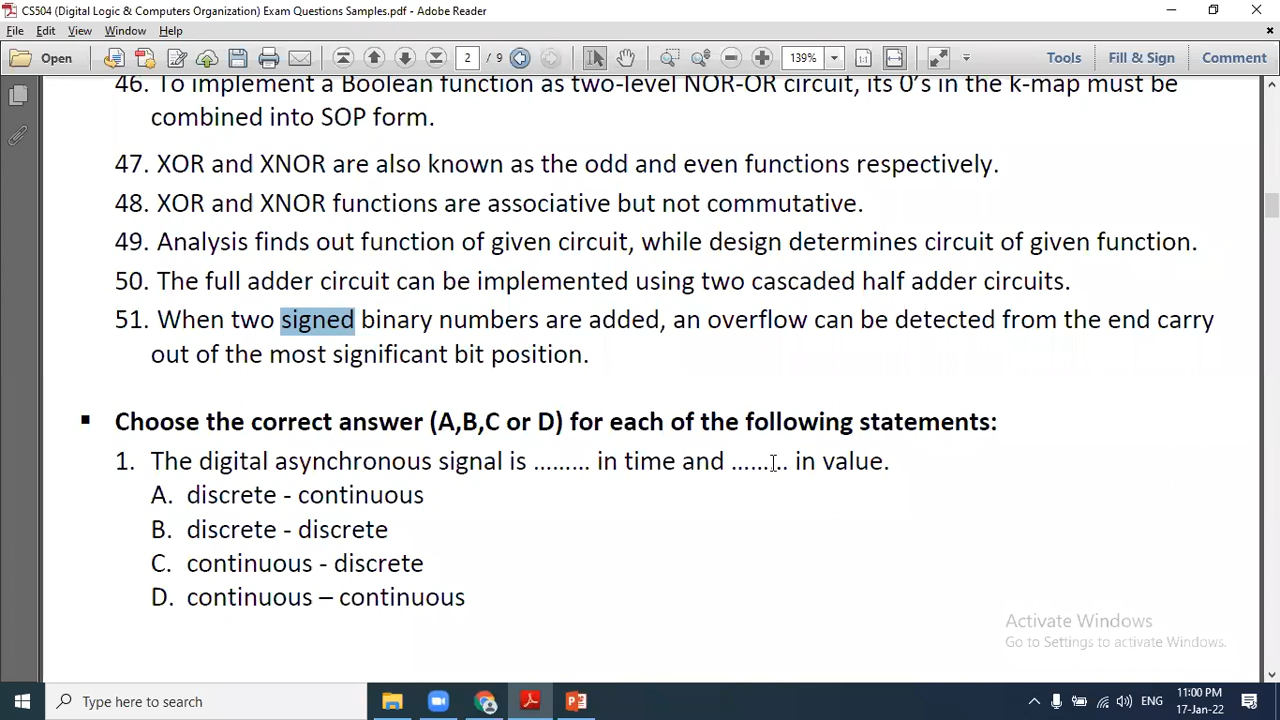 CS504 (Digital Logic & Computers Organization) Exam Questions Samples.pdf - Adobe Reader
File Edit View Window Help
Open 2 / 9 139% Tools Fill & Sign Comment
46. To implement a Boolean function as two-level NOR-OR circuit, its 0’s in the k-map must be
combined into SOP form.
47. XOR and XNOR are also known as the odd and even functions respectively.
48. XOR and XNOR functions are associative but not commutative.
49. Analysis finds out function of given circuit, while design determines circuit of given function.
50. The full adder circuit can be implemented using two cascaded half adder circuits.
51. When two signed binary numbers are added, an overflow can be detected from the end carry
out of the most significant bit position.
▪ Choose the correct answer (A,B,C or D) for each of the following statements:
1. The digital asynchronous signal is ......... in time and ......... in value.
A. discrete - continuous
B. discrete - discrete
C. continuous - discrete
D. continuous – continuous
Activate Windows
Go to Settings to activate Windows.
Type here to search
ENG
11:00 PM
17-Jan-22